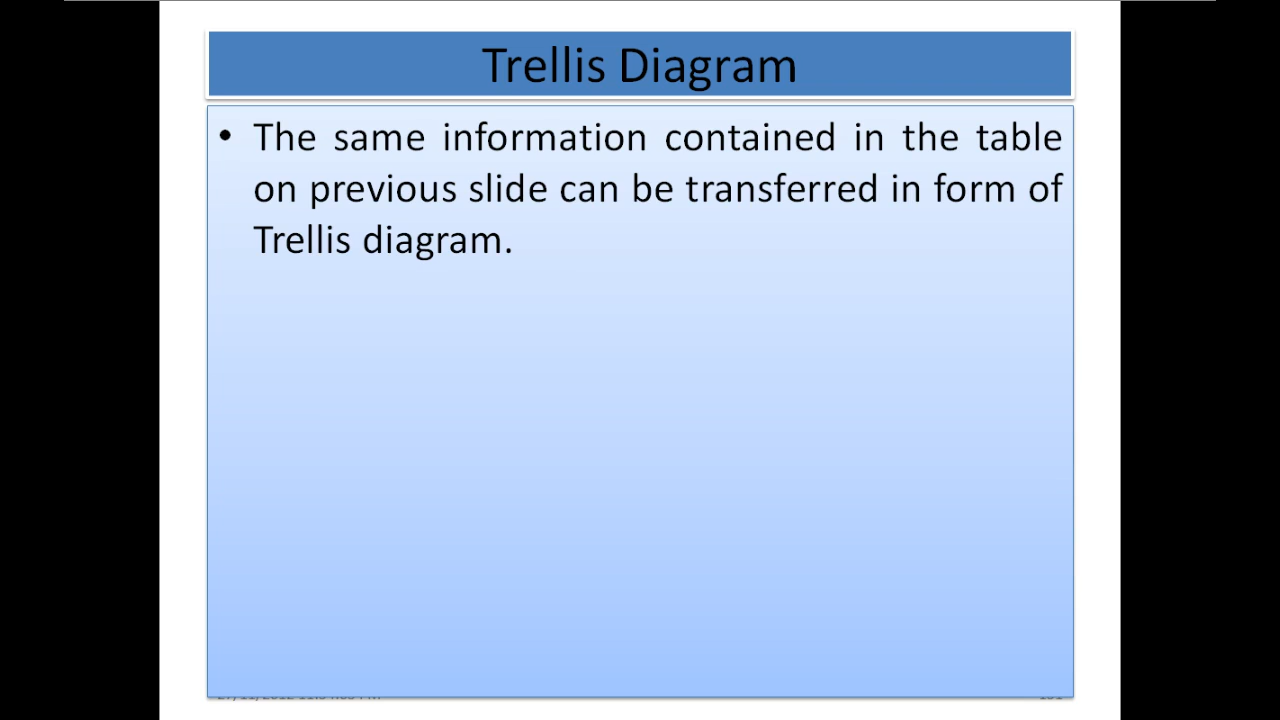 Trellis Diagram
• The same information contained in the table
on previous slide can be transferred in form of
Trellis diagram.